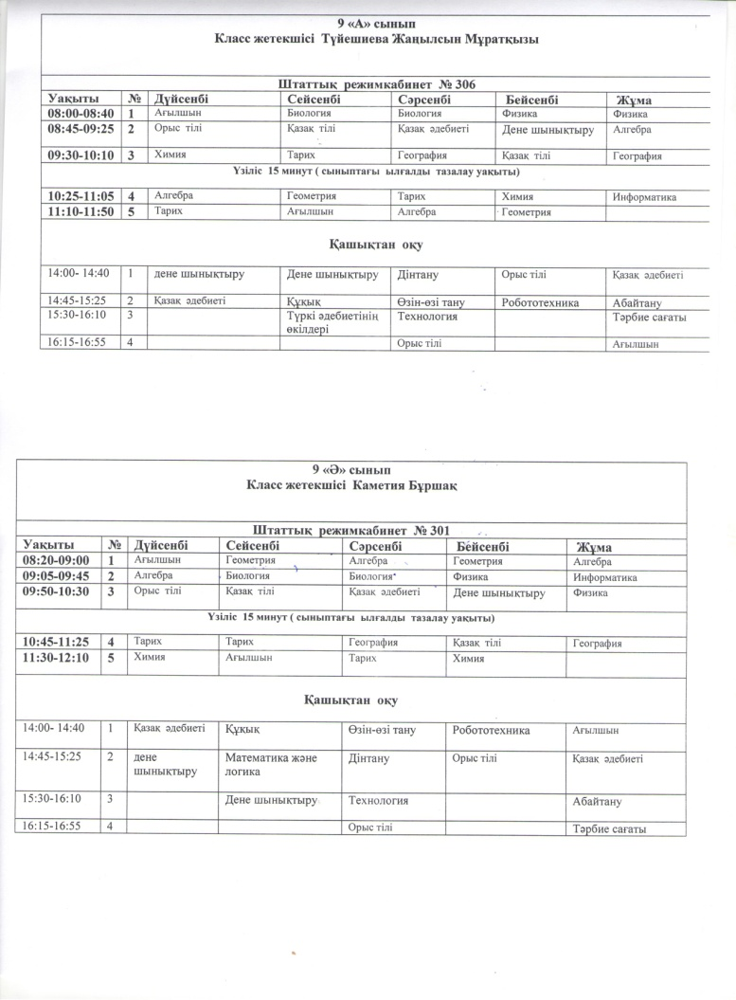 9 «А» сынып
Класс жетекшісі Түйешиева Жаңылсын Мұратқызы
Штаттық режимкабинет № 306
Уақыты № Дүйсенбі Сейсенбі Сәрсенбі Бейсенбі Жұма
08:00-08:40 1 Ағылшын Биология Биология Физика Физика
08:45-09:25 2 Орыс тілі Қазақ тілі Қазақ әдебиеті Дене шынықтыру Алгебра
09:30-10:10 3 Химия Тарих География Қазақ тілі География
Үзіліс 15 минут ( сыныптағы ылғалды тазалау уақыты)
10:25-11:05 4 Алгебра Геометрия Тарих Химия Информатика
11:10-11:50 5 Тарих Ағылшын Алгебра Геометрия
Қашықтан оқу
14:00- 14:40 1 дене шынықтыру Дене шынықтыру Дінтану Орыс тілі Қазақ әдебиеті
14:45-15:25 2 Қазақ әдебиеті Құқық Өзін-өзі тану Робототехника Абайтану
15:30-16:10 3 Түркі әдебиетінің Технология Тәрбие сағаты
өкілдері
16:15-16:55 4 Орыс тілі Ағылшын
9 «Ә» сынып
Класс жетекшісі Каметия Бұршақ
Штаттық режимкабинет № 301
Уақыты № Дүйсенбі Сейсенбі Сәрсенбі Бейсенбі Жұма
08:20-09:00 1 Ағылшын Геометрия Алгебра Геометрия Алгебра
09:05-09:45 2 Алгебра Биология Биология Физика Информатика
09:50-10:30 3 Орыс тілі Қазақ тілі Қазақ әдебиеті Дене шынықтыру Физика
Үзіліс 15 минут ( сыныптағы ылғалды тазалау уақыты)
10:45-11:25 4 Тарих Тарих География Қазақ тілі География
11:30-12:10 5 Химия Ағылшын Тарих Химия
Қашықтан оқу
14:00- 14:40 1 Қазақ әдебиеті Құқық Өзін-өзі тану Робототехника Ағылшын
14:45-15:25 2 дене Математика және Дінтану Орыс тілі Қазақ әдебиеті
шынықтыру логика
15:30-16:10 3 Дене шынықтыру Технология Абайтану
16:15-16:55 4 Орыс тілі Тәрбие сағаты